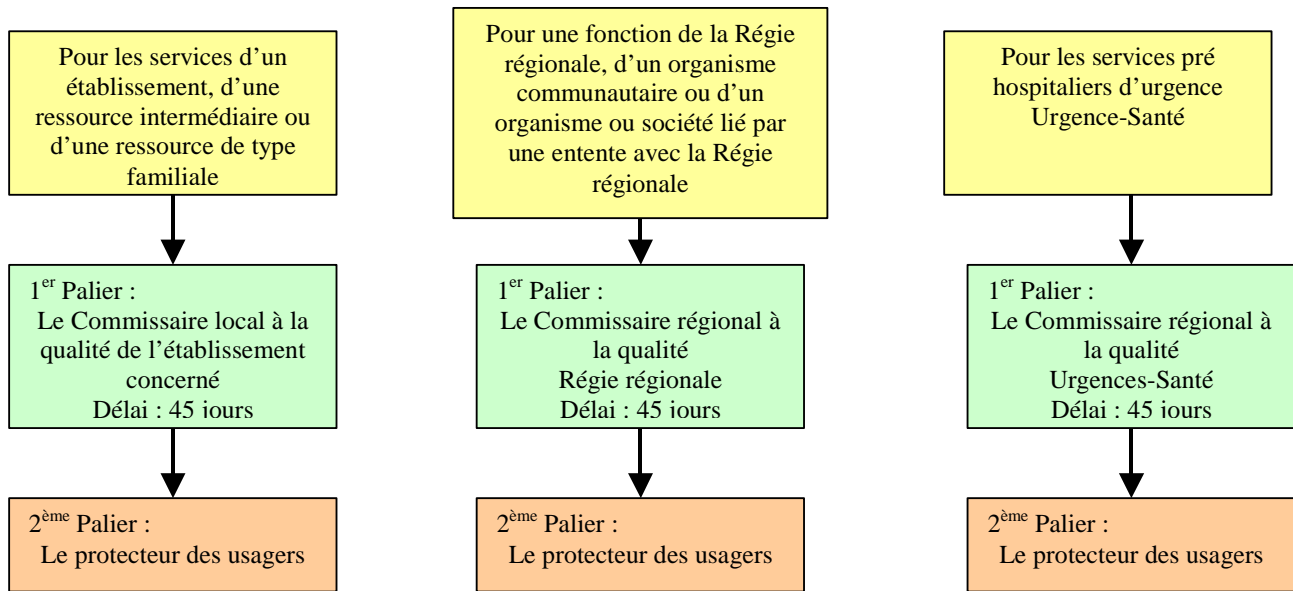 Pour les services d’un
établissement, d’une
ressource intermédiaire ou
d’une ressource de type
familiale
1er Palier :
Le Commissaire local à la
qualité de l’établissement
concerné
Délai : 45 jours
2ème Palier :
Le protecteur des usagers
Pour une fonction de la Régie
régionale, d’un organisme
communautaire ou d’un
organisme ou société lié par
une entente avec la Régie
régionale
1er Palier :
Le Commissaire régional à
la qualité
Régie régionale
Délai : 45 jours
2ème Palier :
Le protecteur des usagers
Pour les services pré
hospitaliers d’urgence
Urgence-Santé
1er Palier :
Le Commissaire régional à
la qualité
Urgences-Santé
Délai : 45 jours
2ème Palier :
Le protecteur des usagers